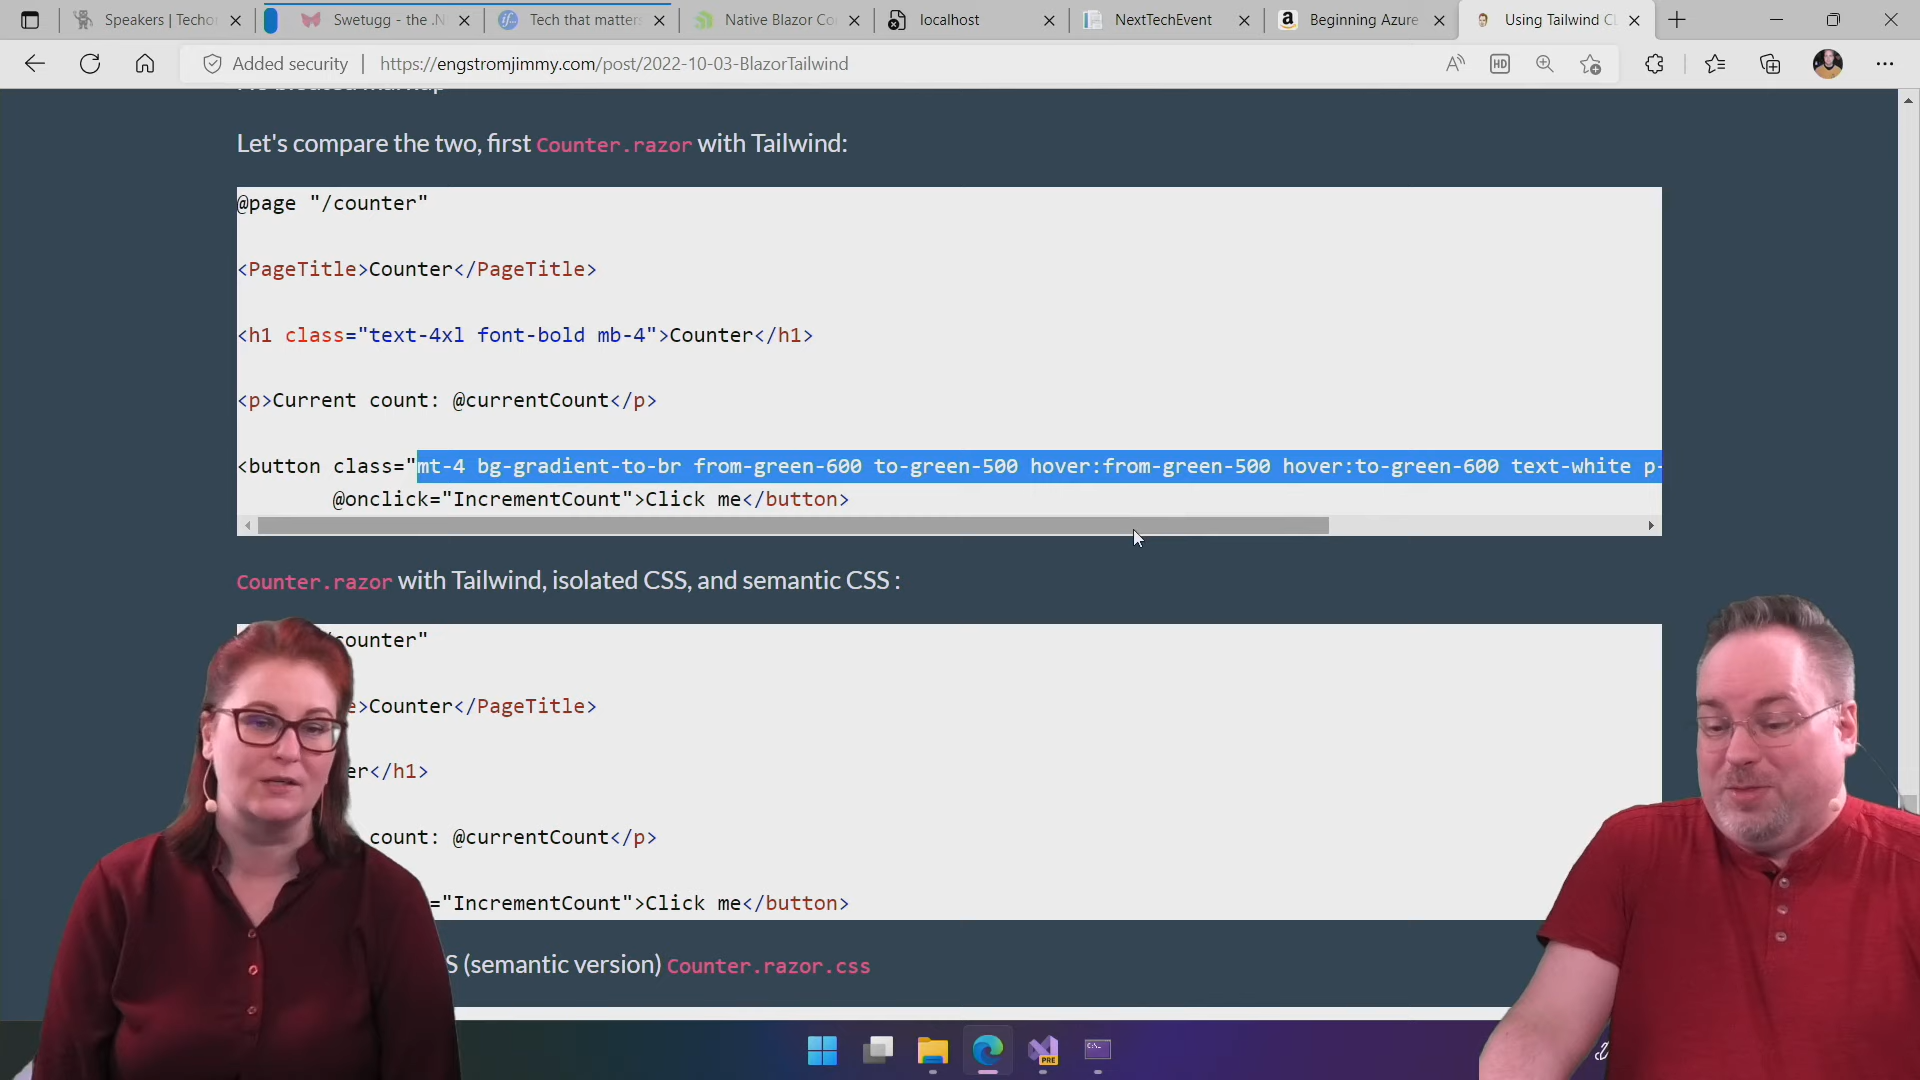 Speakers | Techo
Swetugg - the .N
Tech that matters
Native Blazor Co
localhost
NextTechEvent
Beginning Azure
Using Tailwind C
Added security
https://engstromjimmy.com/post/2022-10-03-BlazorTailwind
HD
Let's compare the two, first Counter.razor with Tailwind:
@page "/counter"
<PageTitle>Counter</PageTitle>
<h1 class="text-4xl font-bold mb-4">Counter</h1>
<p>Current count: @currentCount</p>
<button class="mt-4 bg-gradient-to-br from-green-600 to-green-500 hover:from-green-500 hover:to-green-600 text-white p-
@onclick="IncrementCount">Click me</button>
Counter.razor with Tailwind, isolated CSS, and semantic CSS :
counter"
e>Counter</PageTitle>
er</h1>
count: @currentCount</p>
="IncrementCount">Click me</button>
S (semantic version) Counter.razor.css
PRE